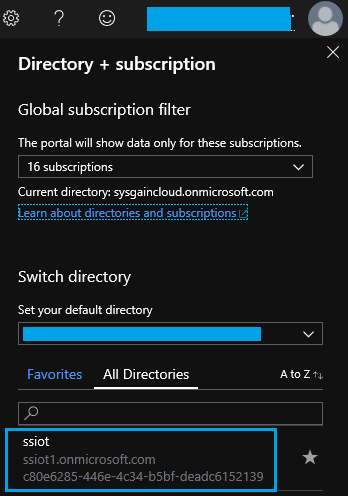 ?
Directory + subscription
Global subscription filter
The portal will show data only for these subscriptions.
16 subscriptions
Current directory: sysgaincloud.onmicrosoft.com
Learn about directories and subscriptions
Switch directory
Set your default directory
Favorites All Directories A to Z ↑↓
ssiot
ssiot1.onmicrosoft.com
c80e6285-446e-4c34-b5bf-deadc6152139